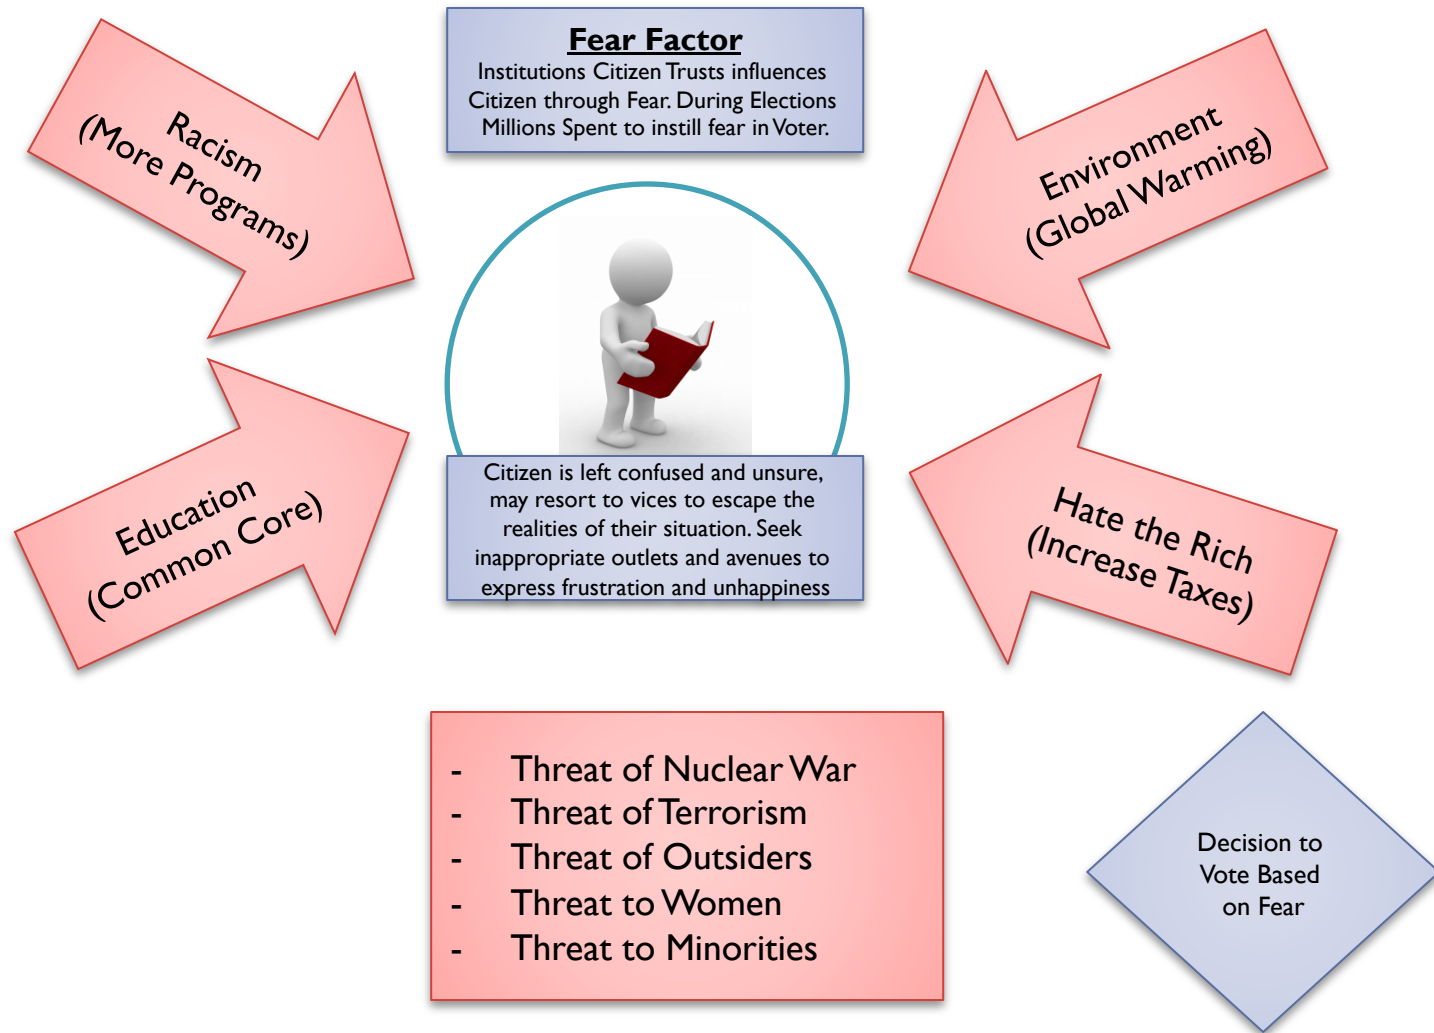 Fear Factor
Institutions Citizen Trusts influences
Citizen through Fear. During Elections
Millions Spent to instill fear in Voter.
Racism
(More Programs)
Environment
(Global Warming)
Education
(Common Core)
Citizen is left confused and unsure,
may resort to vices to escape the
realities of their situation. Seek
inappropriate outlets and avenues to
express frustration and unhappiness
Hate the Rich
(Increase Taxes)
- Threat of Nuclear War
- Threat of Terrorism
- Threat of Outsiders
- Threat to Women
- Threat to Minorities
Decision to
Vote Based
on Fear